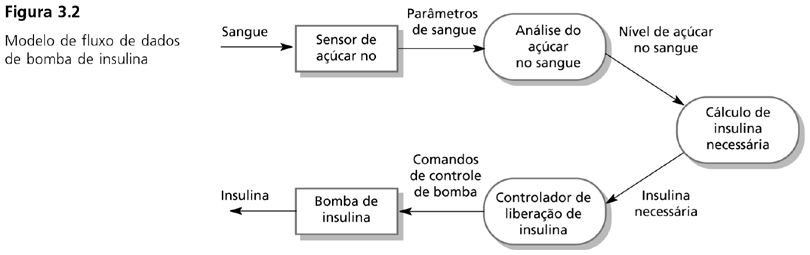 Figura 3.2
Modelo de fluxo de dados
de bomba de insulina
Sangue
Sensor de
açúcar no
Parâmetros
de sangue
Análise do
açúcar
no sangue
Nível de açúcar
no sangue
Cálculo de
insulina
necessária
Insulina
necessária
Controlador de
liberação de
insulina
Comandos
de controle
de bomba
Bomba de
insulina
Insulina